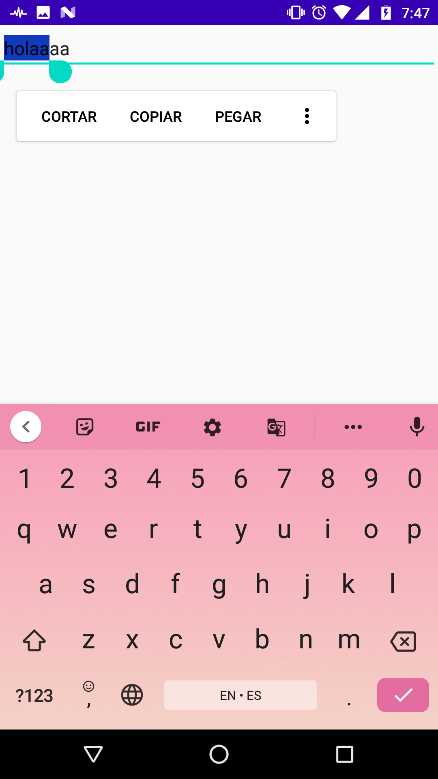 7:47
holaaaa
CORTAR COPIAR PEGAR
GIF
1 2 3 4 5 6 7 8 9 0
q w e r t y u i o p
a s d f g h j k l
z x c v b n m
?123 , EN • ES .